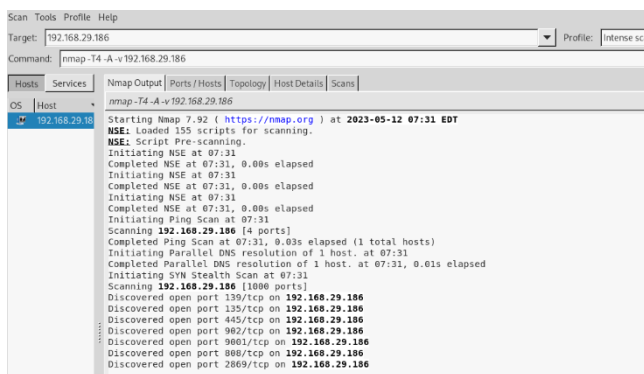 Scan Tools Profile Help
Target: 192.168.29.186 Profile: Intense sc
Command: nmap -T4 -A -v 192.168.29.186
Hosts Services Nmap Output Ports / Hosts Topology Host Details Scans
OS Host nmap -T4 -A -v 192.168.29.186
192.168.29.18
Starting Nmap 7.92 ( https://nmap.org ) at 2023-05-12 07:31 EDT
NSE: Loaded 155 scripts for scanning.
NSE: Script Pre-scanning.
Initiating NSE at 07:31
Completed NSE at 07:31, 0.00s elapsed
Initiating NSE at 07:31
Completed NSE at 07:31, 0.00s elapsed
Initiating NSE at 07:31
Completed NSE at 07:31, 0.00s elapsed
Initiating Ping Scan at 07:31
Scanning 192.168.29.186 [4 ports]
Completed Ping Scan at 07:31, 0.03s elapsed (1 total hosts)
Initiating Parallel DNS resolution of 1 host. at 07:31
Completed Parallel DNS resolution of 1 host. at 07:31, 0.01s elapsed
Initiating SYN Stealth Scan at 07:31
Scanning 192.168.29.186 [1000 ports]
Discovered open port 139/tcp on 192.168.29.186
Discovered open port 135/tcp on 192.168.29.186
Discovered open port 445/tcp on 192.168.29.186
Discovered open port 902/tcp on 192.168.29.186
Discovered open port 9001/tcp on 192.168.29.186
Discovered open port 808/tcp on 192.168.29.186
Discovered open port 2869/tcp on 192.168.29.186